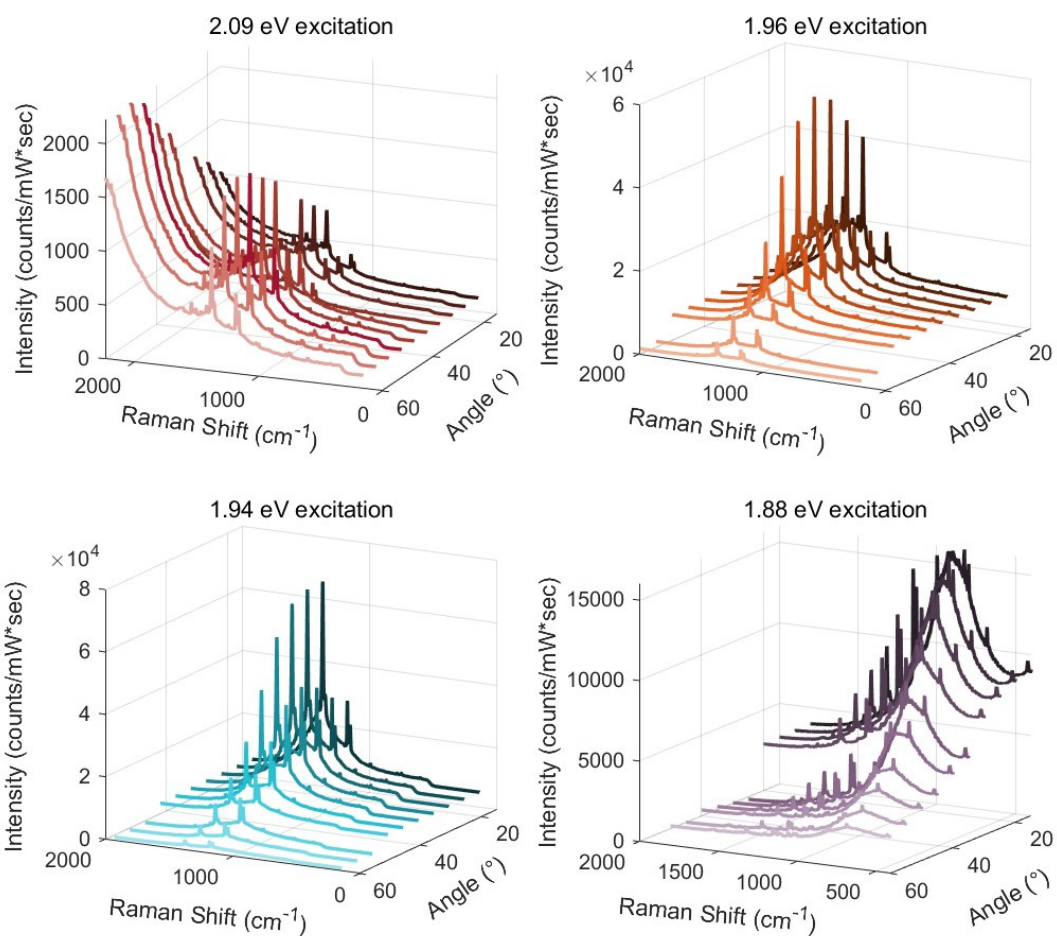 2.09 eV excitation
Intensity (counts/mW*sec)
2000
1500
1000
500
0
2000
1000
0
Raman Shift (cm⁻¹)
60
40
20
Angle (°)
1.96 eV excitation
×10⁴
Intensity (counts/mW*sec)
6
4
2
0
2000
1000
0
Raman Shift (cm⁻¹)
60
40
20
Angle (°)
1.94 eV excitation
×10⁴
Intensity (counts/mW*sec)
8
6
4
2
0
2000
1000
0
Raman Shift (cm⁻¹)
60
40
20
Angle (°)
1.88 eV excitation
Intensity (counts/mW*sec)
15000
10000
5000
0
2000
1500
1000
500
Raman Shift (cm⁻¹)
60
40
20
Angle (°)